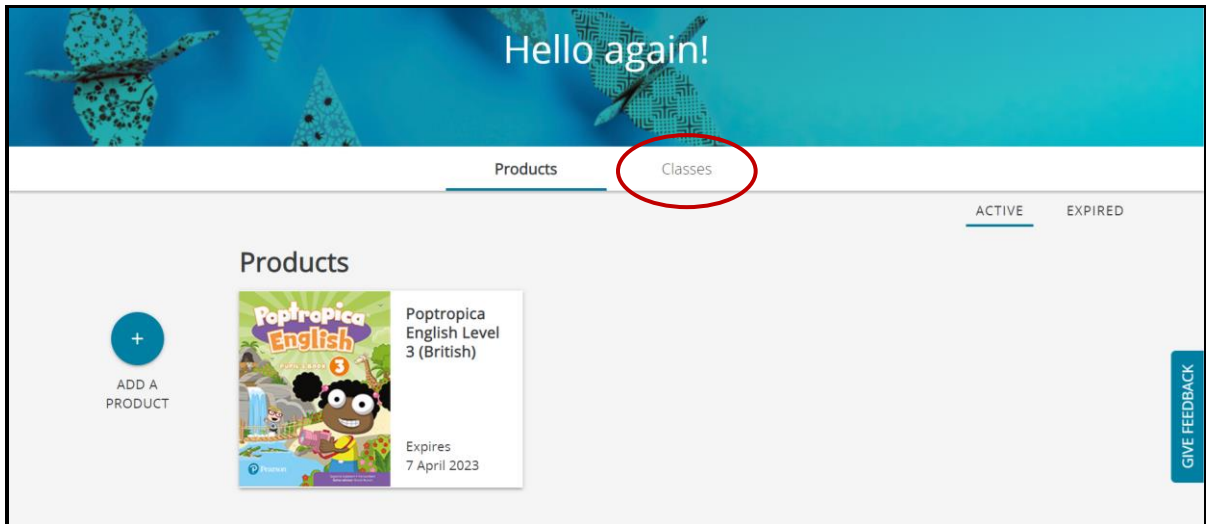 Hello again!
Products
Classes
ACTIVE
EXPIRED
Products
Poptropica
English
3
Pearson
Poptropica
English Level
3 (British)
Expires
7 April 2023
+
ADD A
PRODUCT
GIVE FEEDBACK